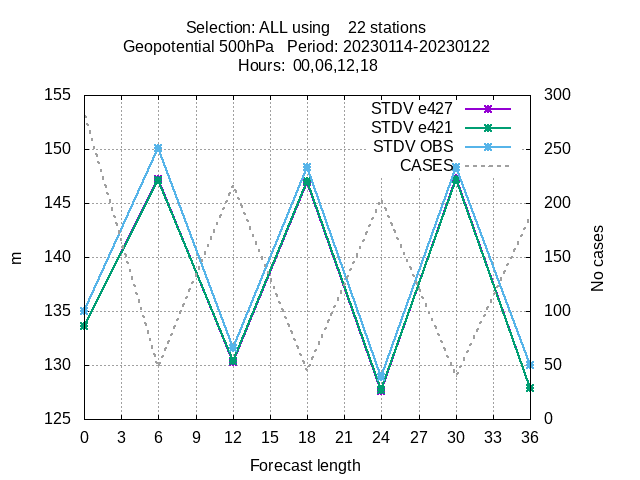 Selection: ALL using    22 stations
Geopotential 500hPa   Period: 20230114-20230122
Hours:  00,06,12,18
155 300
STDV e427
STDV e421
150 250
STDV OBS
CASES
145 200
140 150
m
No cases
135 100
130 50
125 0
0 3 6 9 12 15 18 21 24 27 30 33 36
Forecast length